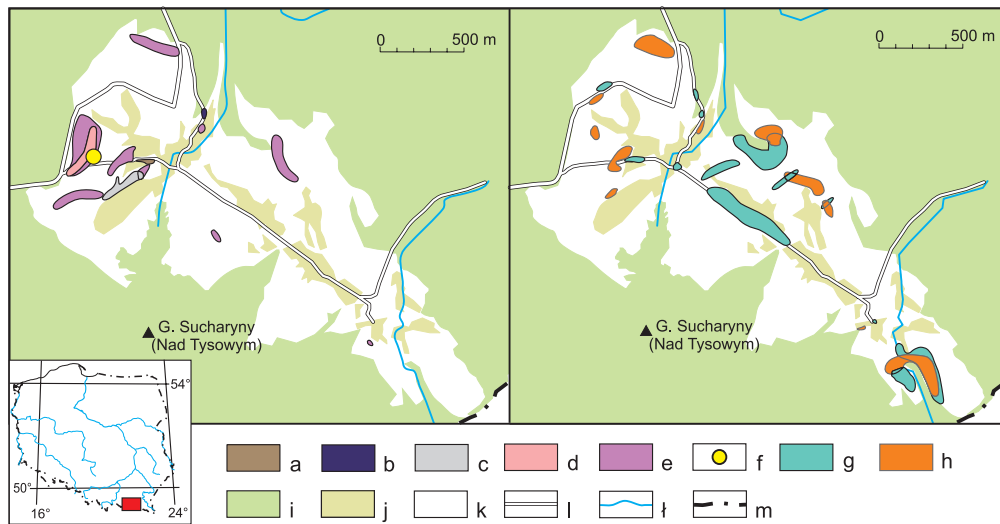 0 500 m
0 500 m
G. Sucharyny
(Nad Tysowym)
G. Sucharyny
(Nad Tysowym)
54°
50°
16° 24°
a b c d e f g h
i j k l ł m